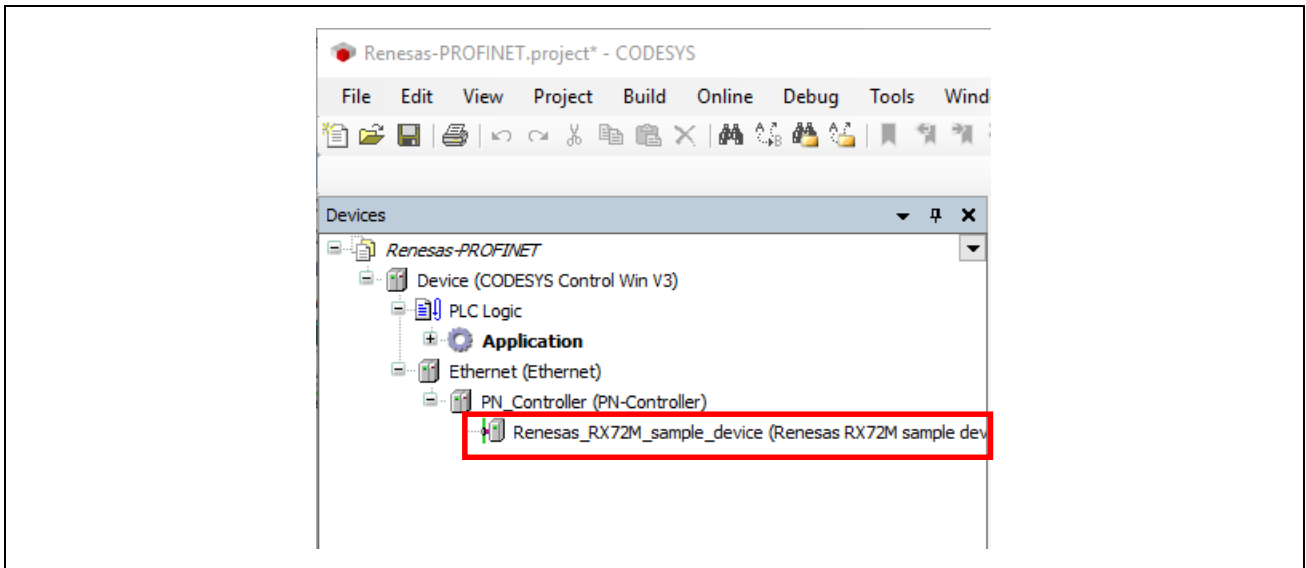 Renesas-PROFINET.project* - CODESYS
File Edit View Project Build Online Debug Tools Wind
Devices
Renesas-PROFINET
Device (CODESYS Control Win V3)
PLC Logic
Application
Ethernet (Ethernet)
PN_Controller (PN-Controller)
Renesas_RX72M_sample_device (Renesas RX72M sample dev